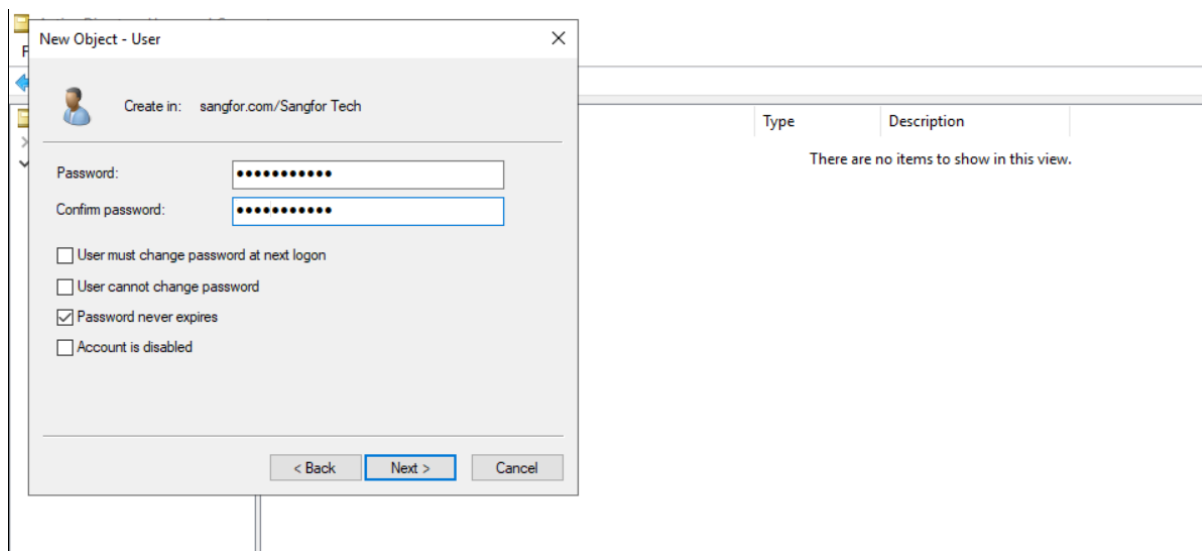 New Object - User
Create in: sangfor.com/Sangfor Tech
Type Description
There are no items to show in this view.
Password:
Confirm password:
User must change password at next logon
User cannot change password
Password never expires
Account is disabled
< Back Next > Cancel